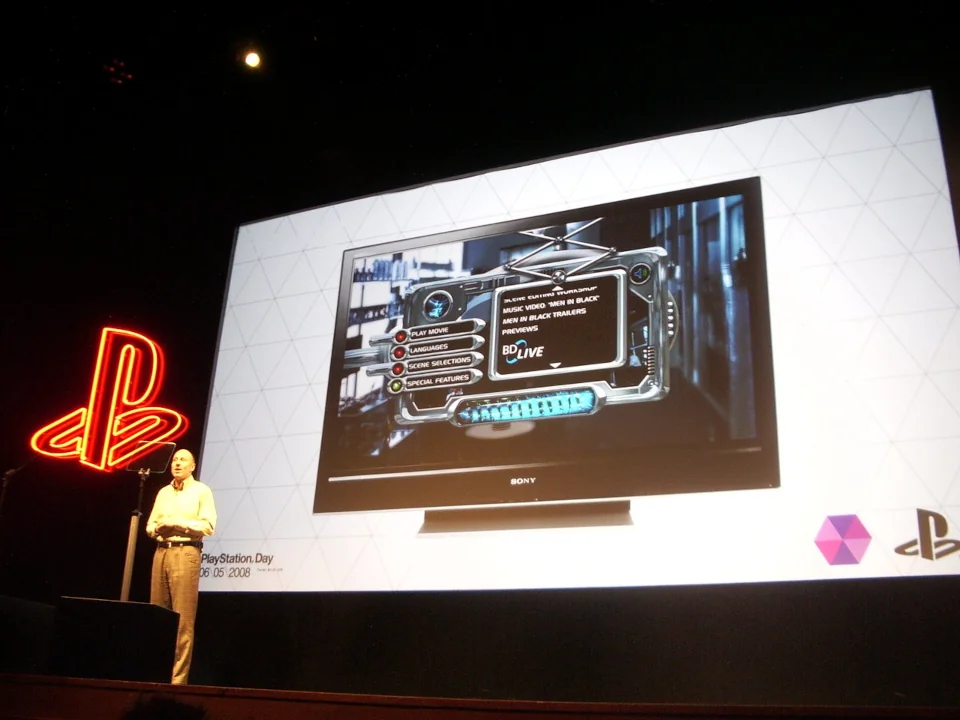 SCENE EDITING WORKSHOP
MUSIC VIDEO "MEN IN BLACK"
MEN IN BLACK TRAILERS
PREVIEWS
BD LIVE
PLAY MOVIE
LANGUAGES
SCENE SELECTIONS
SPECIAL FEATURES
SONY
PlayStation.Day
06 05 2008